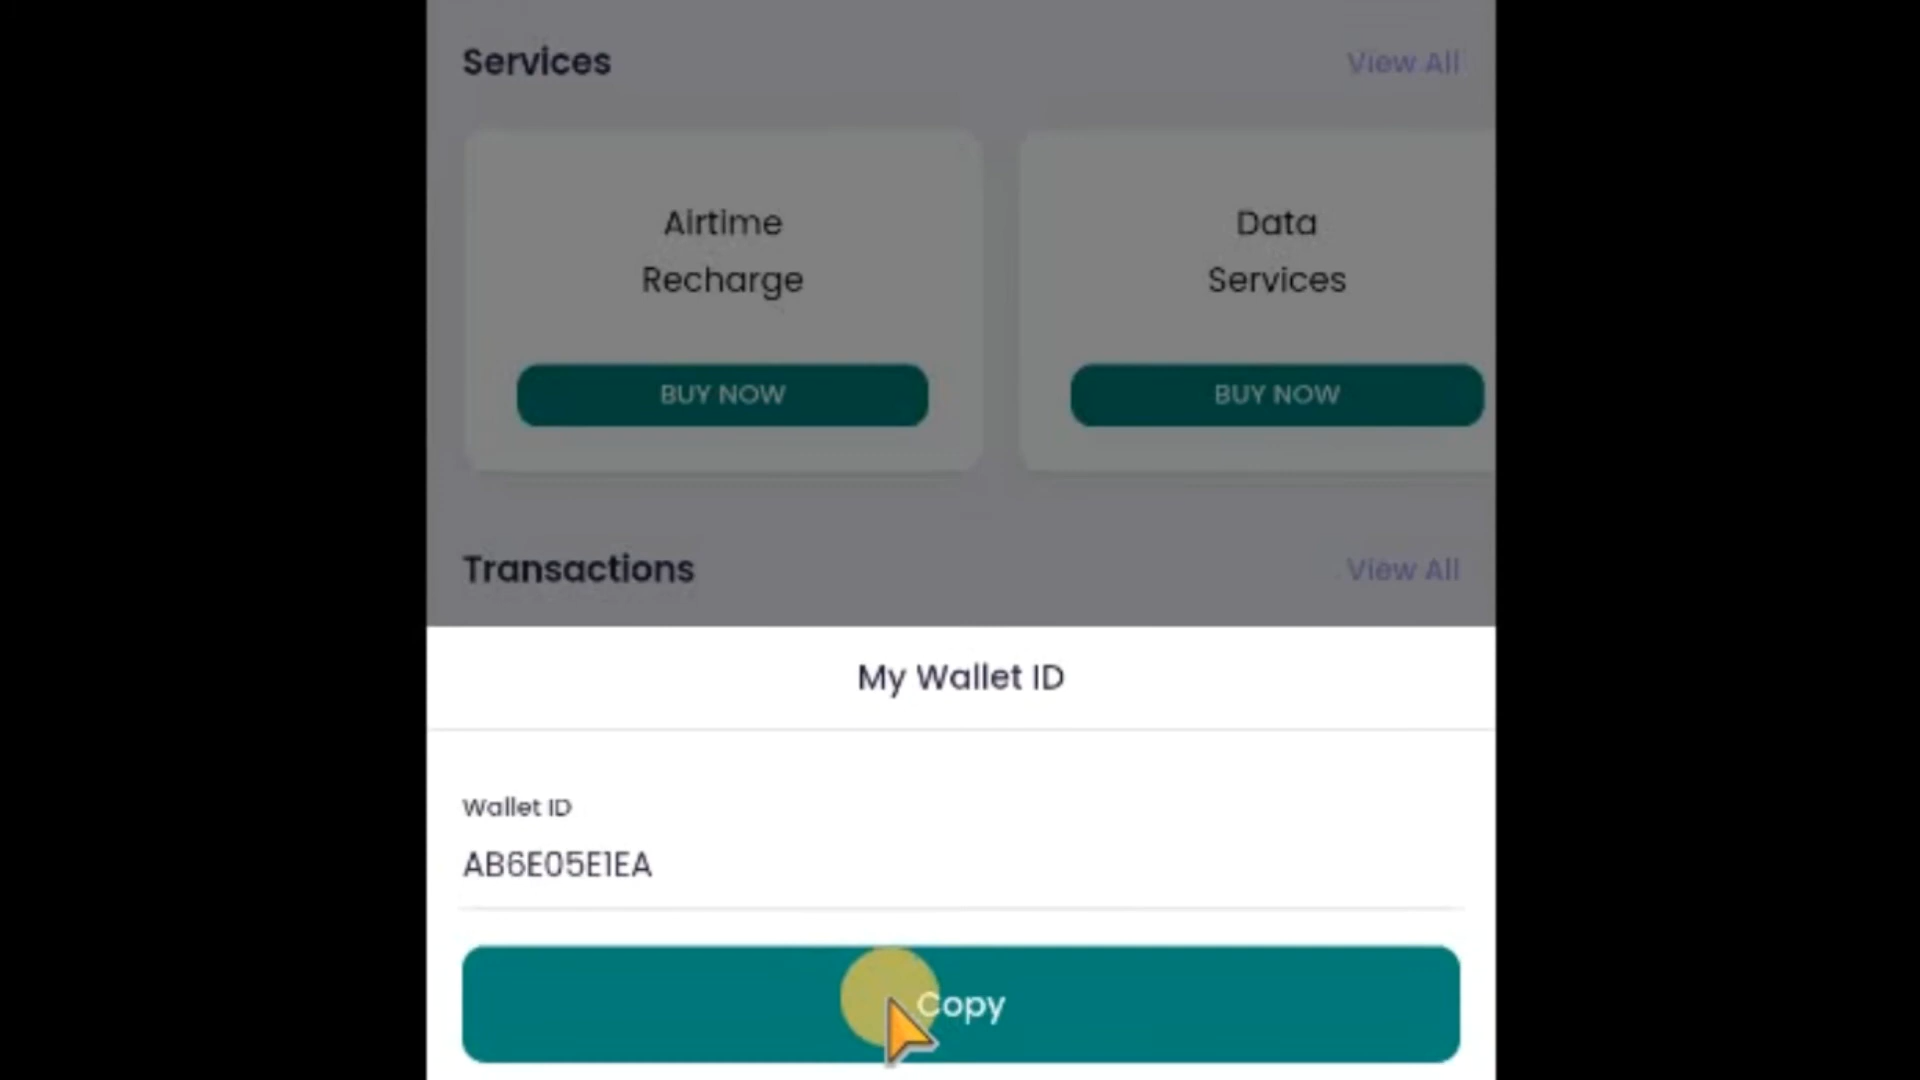 Services
View All
Airtime
Recharge
Data
Services
BUY NOW
BUY NOW
Transactions
View All
My Wallet ID
Wallet ID
AB6E05E1EA
Copy